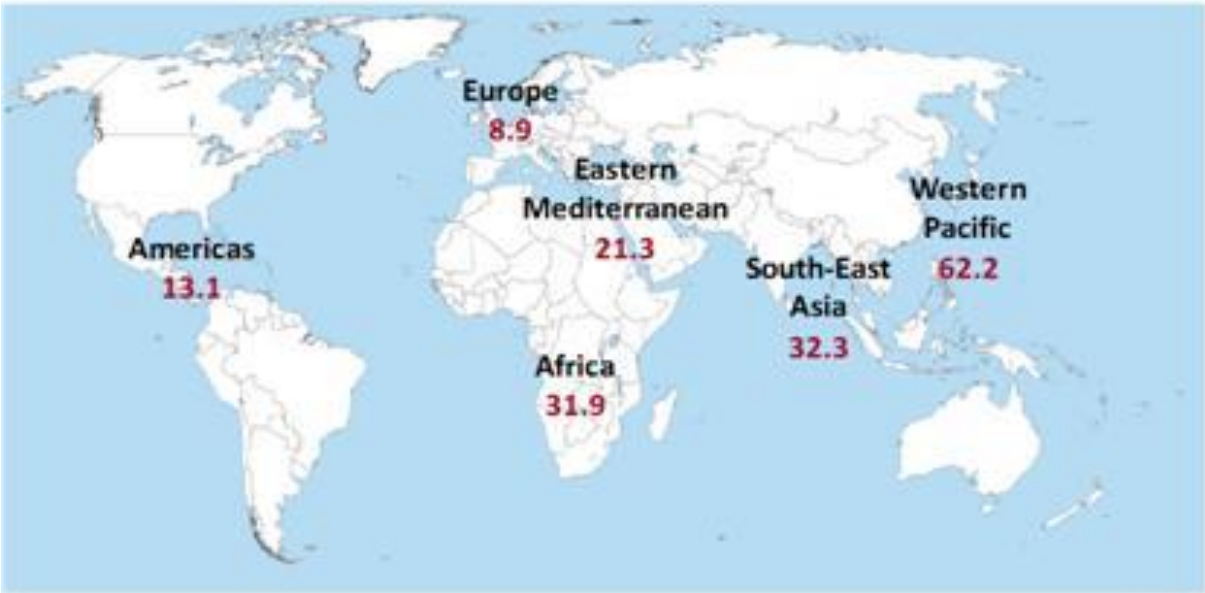 Europe
8.9
Eastern
Mediterranean
21.3
Western
Pacific
62.2
Americas
13.1
South-East
Asia
32.3
Africa
31.9